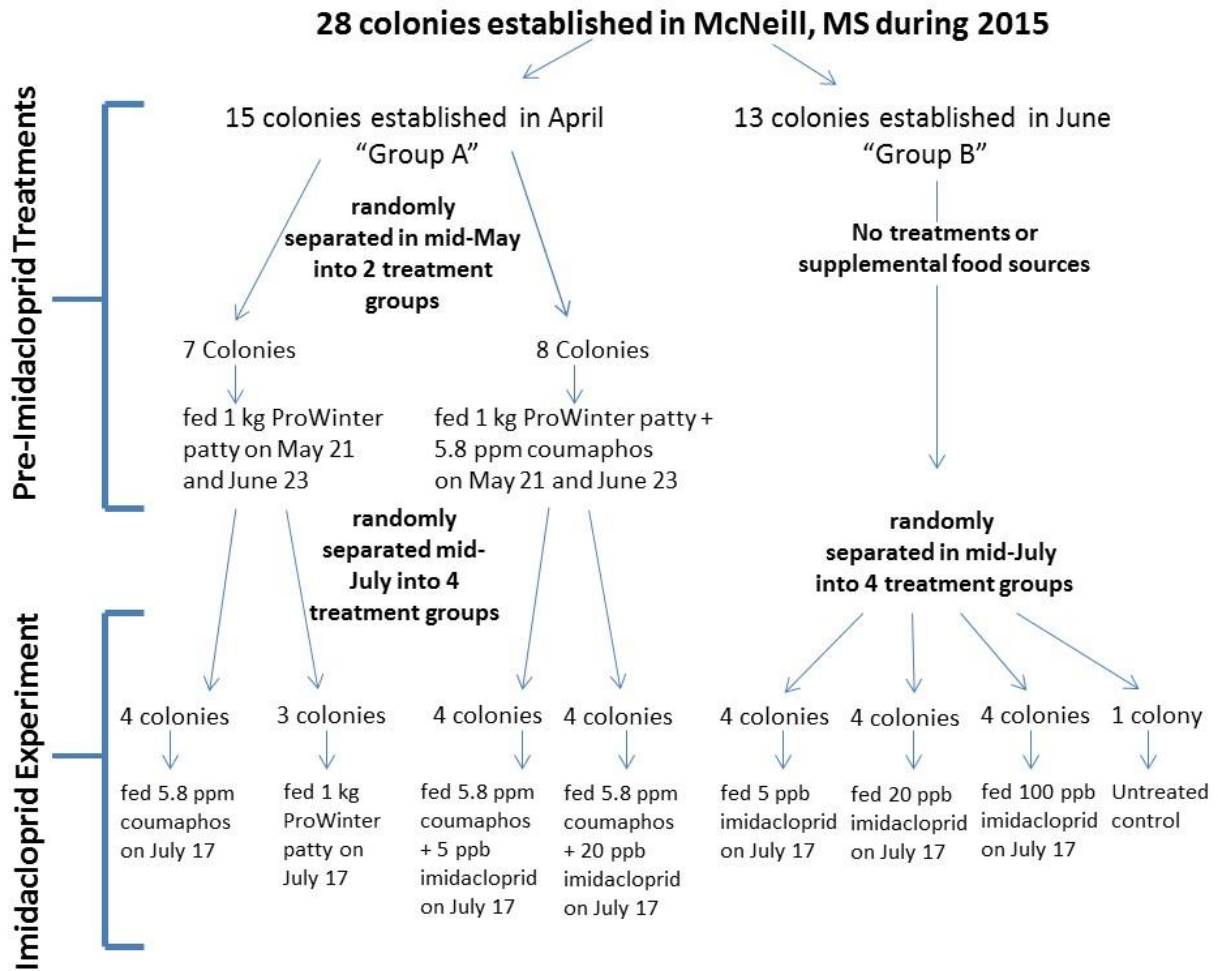 28 colonies established in McNeill, MS during 2015
Pre-Imidacloprid Treatments
15 colonies established in April
“Group A”
13 colonies established in June
“Group B”
randomly
separated in mid-May
into 2 treatment
groups
No treatments or
supplemental food sources
7 Colonies
8 Colonies
fed 1 kg ProWinter
patty on May 21
and June 23
fed 1 kg ProWinter patty +
5.8 ppm coumaphos
on May 21 and June 23
randomly
separated mid-
July into 4
treatment groups
randomly
separated in mid-July
into 4 treatment groups
Imidacloprid Experiment
4 colonies
3 colonies
4 colonies
4 colonies
4 colonies
4 colonies
4 colonies
1 colony
fed 5.8 ppm
coumaphos
on July 17
fed 1 kg
ProWinter
patty on
July 17
fed 5.8 ppm
coumaphos
+ 5 ppb
imidacloprid
on July 17
fed 5.8 ppm
coumaphos
+ 20 ppb
imidacloprid
on July 17
fed 5 ppb
imidacloprid
on July 17
fed 20 ppb
imidacloprid
on July 17
fed 100 ppb
imidacloprid
on July 17
Untreated
control